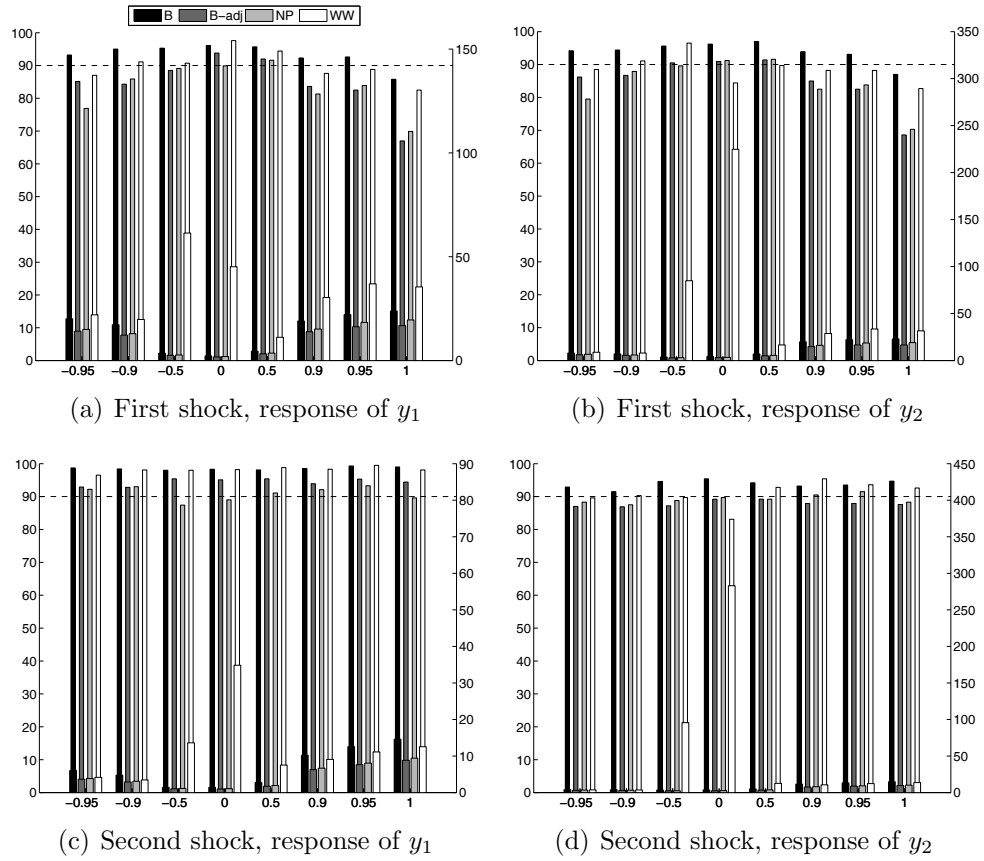 B B-adj NP WW
100 90 80 70 60 50 40 30 20 10 0
150 100 50 0
−0.95 −0.9 −0.5 0 0.5 0.9 0.95 1
(a) First shock, response of y1
100 90 80 70 60 50 40 30 20 10 0
350 300 250 200 150 100 50 0
−0.95 −0.9 −0.5 0 0.5 0.9 0.95 1
(b) First shock, response of y2
100 90 80 70 60 50 40 30 20 10 0
90 80 70 60 50 40 30 20 10 0
−0.95 −0.9 −0.5 0 0.5 0.9 0.95 1
(c) Second shock, response of y1
100 90 80 70 60 50 40 30 20 10 0
450 400 350 300 250 200 150 100 50 0
−0.95 −0.9 −0.5 0 0.5 0.9 0.95 1
(d) Second shock, response of y2